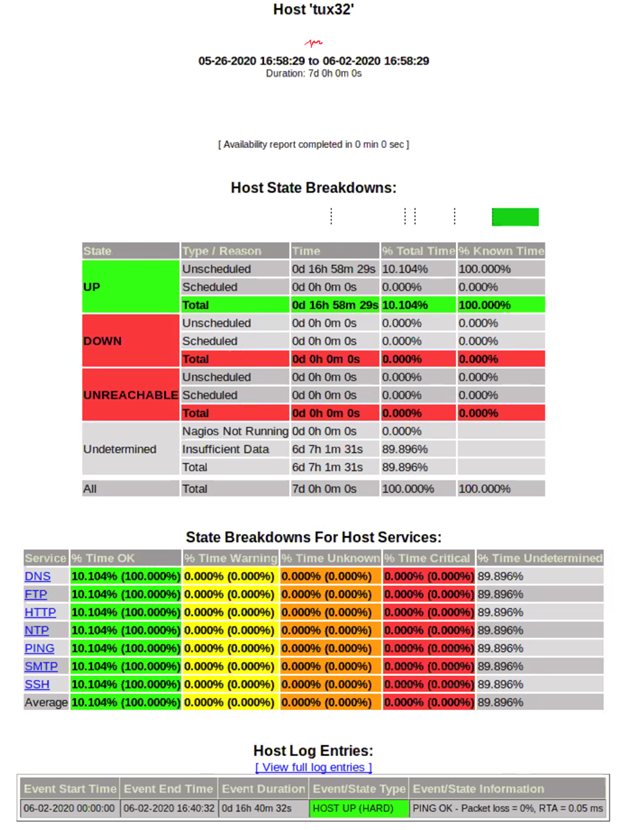 Host 'tux32'
05-26-2020 16:58:29 to 06-02-2020 16:58:29
Duration: 7d 0h 0m 0s
[ Availability report completed in 0 min 0 sec ]
Host State Breakdowns:
State Type / Reason Time % Total Time % Known Time
UP Unscheduled 0d 16h 58m 29s 10.104% 100.000%
Scheduled 0d 0h 0m 0s 0.000% 0.000%
Total 0d 16h 58m 29s 10.104% 100.000%
DOWN Unscheduled 0d 0h 0m 0s 0.000% 0.000%
Scheduled 0d 0h 0m 0s 0.000% 0.000%
Total 0d 0h 0m 0s 0.000% 0.000%
UNREACHABLE Unscheduled 0d 0h 0m 0s 0.000% 0.000%
Scheduled 0d 0h 0m 0s 0.000% 0.000%
Total 0d 0h 0m 0s 0.000% 0.000%
Undetermined Nagios Not Running 0d 0h 0m 0s 0.000%
Insufficient Data 6d 7h 1m 31s 89.896%
Total 6d 7h 1m 31s 89.896%
All Total 7d 0h 0m 0s 100.000% 100.000%
State Breakdowns For Host Services:
Service % Time OK % Time Warning % Time Unknown % Time Critical % Time Undetermined
DNS 10.104% (100.000%) 0.000% (0.000%) 0.000% (0.000%) 0.000% (0.000%) 89.896%
FTP 10.104% (100.000%) 0.000% (0.000%) 0.000% (0.000%) 0.000% (0.000%) 89.896%
HTTP 10.104% (100.000%) 0.000% (0.000%) 0.000% (0.000%) 0.000% (0.000%) 89.896%
NTP 10.104% (100.000%) 0.000% (0.000%) 0.000% (0.000%) 0.000% (0.000%) 89.896%
PING 10.104% (100.000%) 0.000% (0.000%) 0.000% (0.000%) 0.000% (0.000%) 89.896%
SMTP 10.104% (100.000%) 0.000% (0.000%) 0.000% (0.000%) 0.000% (0.000%) 89.896%
SSH 10.104% (100.000%) 0.000% (0.000%) 0.000% (0.000%) 0.000% (0.000%) 89.896%
Average 10.104% (100.000%) 0.000% (0.000%) 0.000% (0.000%) 0.000% (0.000%) 89.896%
Host Log Entries:
[ View full log entries ]
Event Start Time Event End Time Event Duration Event/State Type Event/State Information
06-02-2020 00:00:00 06-02-2020 16:40:32 0d 16h 40m 32s HOST UP (HARD) PING OK - Packet loss = 0%, RTA = 0.05 ms